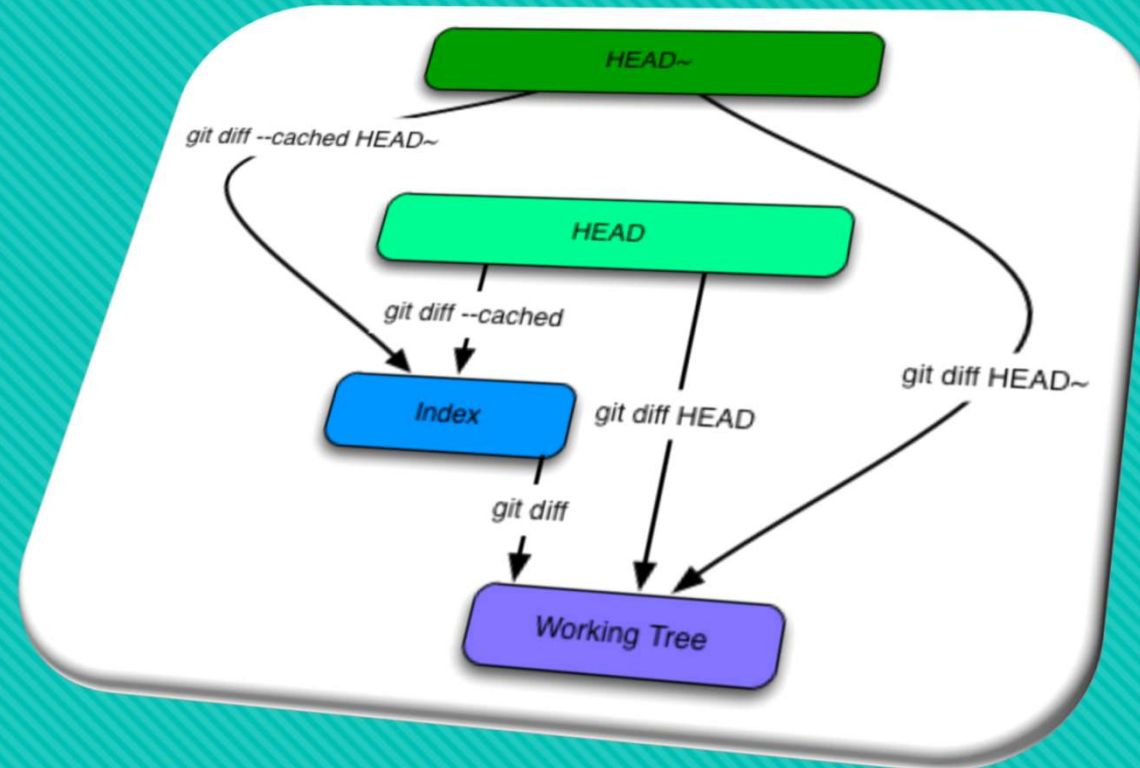 HEAD~
git diff --cached HEAD~
HEAD
git diff --cached
git diff HEAD~
Index
git diff HEAD
git diff
Working Tree